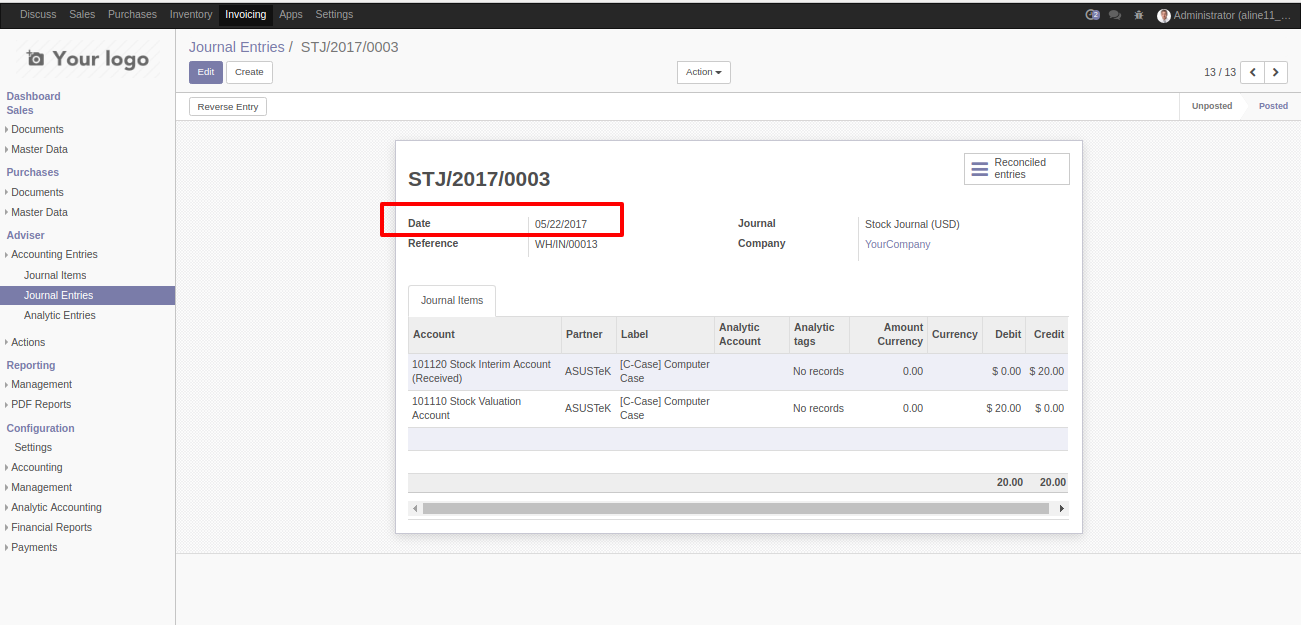 Discuss Sales Purchases Inventory Invoicing Apps Settings
2
Administrator (aline11_...
Your logo
Dashboard
Sales
Documents
Master Data
Purchases
Documents
Master Data
Adviser
Accounting Entries
Journal Items
Journal Entries
Analytic Entries
Actions
Reporting
Management
PDF Reports
Configuration
Settings
Accounting
Management
Analytic Accounting
Financial Reports
Payments
Journal Entries / STJ/2017/0003
Edit Create Action 13 / 13
Reverse Entry Unposted Posted
Reconciled
entries
STJ/2017/0003
Date 05/22/2017
Reference WH/IN/00013
Journal Stock Journal (USD)
Company YourCompany
Journal Items
Account Partner Label Analytic Account Analytic tags Amount Currency Currency Debit Credit
101120 Stock Interim Account (Received) ASUSTeK [C-Case] Computer Case No records 0.00 $ 0.00 $ 20.00
101110 Stock Valuation Account ASUSTeK [C-Case] Computer Case No records 0.00 $ 20.00 $ 0.00
20.00 20.00